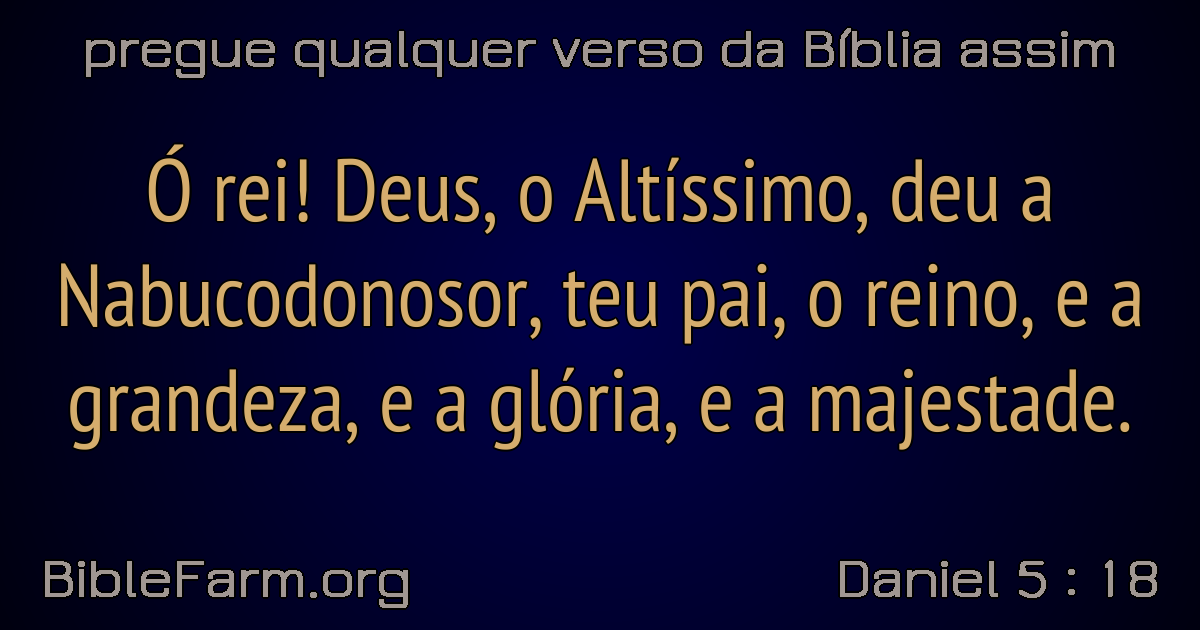 pregue qualquer verso da Bíblia assim
Ó rei! Deus, o Altíssimo, deu a
Nabucodonosor, teu pai, o reino, e a
grandeza, e a glória, e a majestade.
BibleFarm.org
Daniel 5 : 18